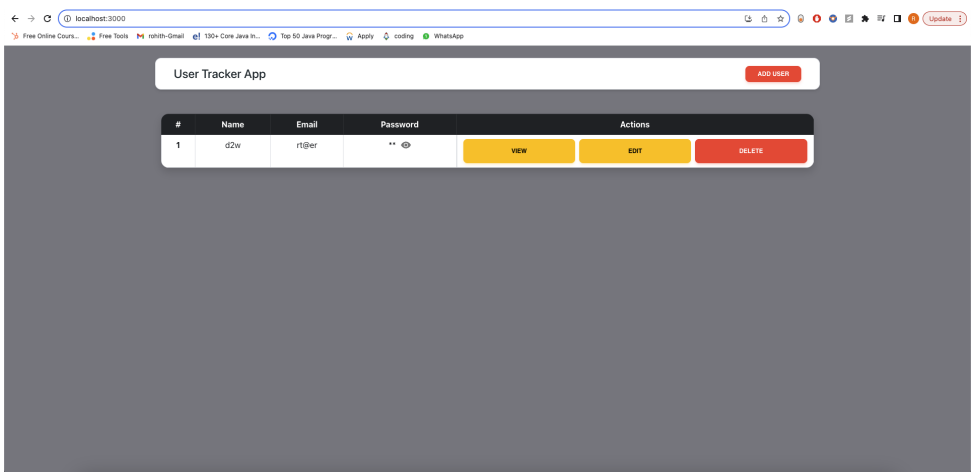 localhost:3000
Update
Free Online Cours... Free Tools rohith-Gmail 130+ Core Java In... Top 50 Java Progr... Apply coding WhatsApp
User Tracker App ADD USER
# Name Email Password Actions
1 d2w rt@er ** VIEW EDIT DELETE